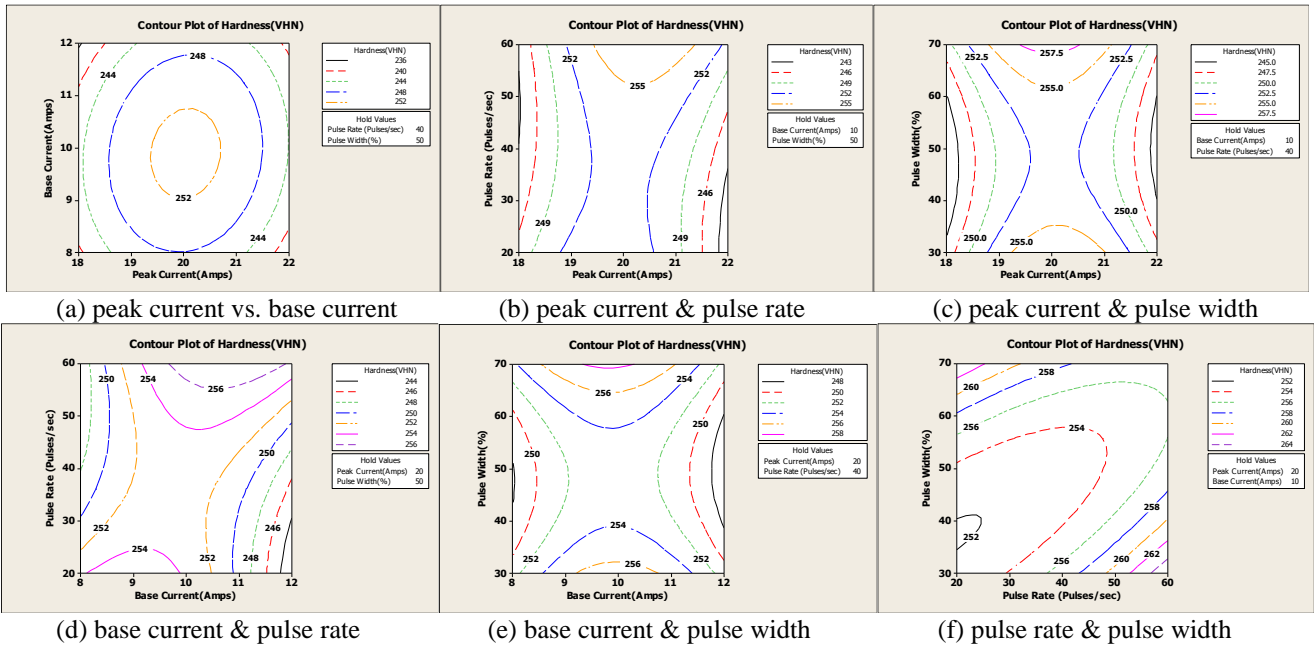 Contour Plot of Hardness(VHN)
12
11
10
9
8
Base Current(Amps)
18 19 20 21 22
Peak Current(Amps)
244
248
252
244
Hardness(VHN)
236
240
244
248
252
Hold Values
Pulse Rate (Pulses/sec) 40
Pulse Width(%) 50
(a) peak current vs. base current
Contour Plot of Hardness(VHN)
60
50
40
30
20
Pulse Rate (Pulses/sec)
18 19 20 21 22
Peak Current(Amps)
252
252
255
246
249
249
Hardness(VHN)
243
246
249
252
255
Hold Values
Base Current(Amps) 10
Pulse Width(%) 50
(b) peak current & pulse rate
Contour Plot of Hardness(VHN)
70
60
50
40
30
Pulse Width(%)
18 19 20 21 22
Peak Current(Amps)
252.5
257.5
252.5
255.0
250.0
250.0
255.0
Hardness(VHN)
245.0
247.5
250.0
252.5
255.0
257.5
Hold Values
Base Current(Amps) 10
Pulse Rate (Pulses/sec) 40
(c) peak current & pulse width
Contour Plot of Hardness(VHN)
60
50
40
30
20
Pulse Rate (Pulses/sec)
8 9 10 11 12
Base Current(Amps)
250
254
256
250
252
246
254
252
248
Hardness(VHN)
244
246
248
250
252
254
256
Hold Values
Peak Current(Amps) 20
Pulse Width(%) 50
(d) base current & pulse rate
Contour Plot of Hardness(VHN)
70
60
50
40
30
Pulse Width(%)
8 9 10 11 12
Base Current(Amps)
254
256
250
250
254
252
252
256
Hardness(VHN)
248
250
252
254
256
258
Hold Values
Peak Current(Amps) 20
Pulse Rate (Pulses/sec) 40
(e) base current & pulse width
Contour Plot of Hardness(VHN)
70
60
50
40
30
Pulse Width(%)
20 30 40 50 60
Pulse Rate (Pulses/sec)
258
260
256
254
258
252
256
260
262
Hardness(VHN)
252
254
256
258
260
262
264
Hold Values
Peak Current(Amps) 20
Base Current(Amps) 10
(f) pulse rate & pulse width